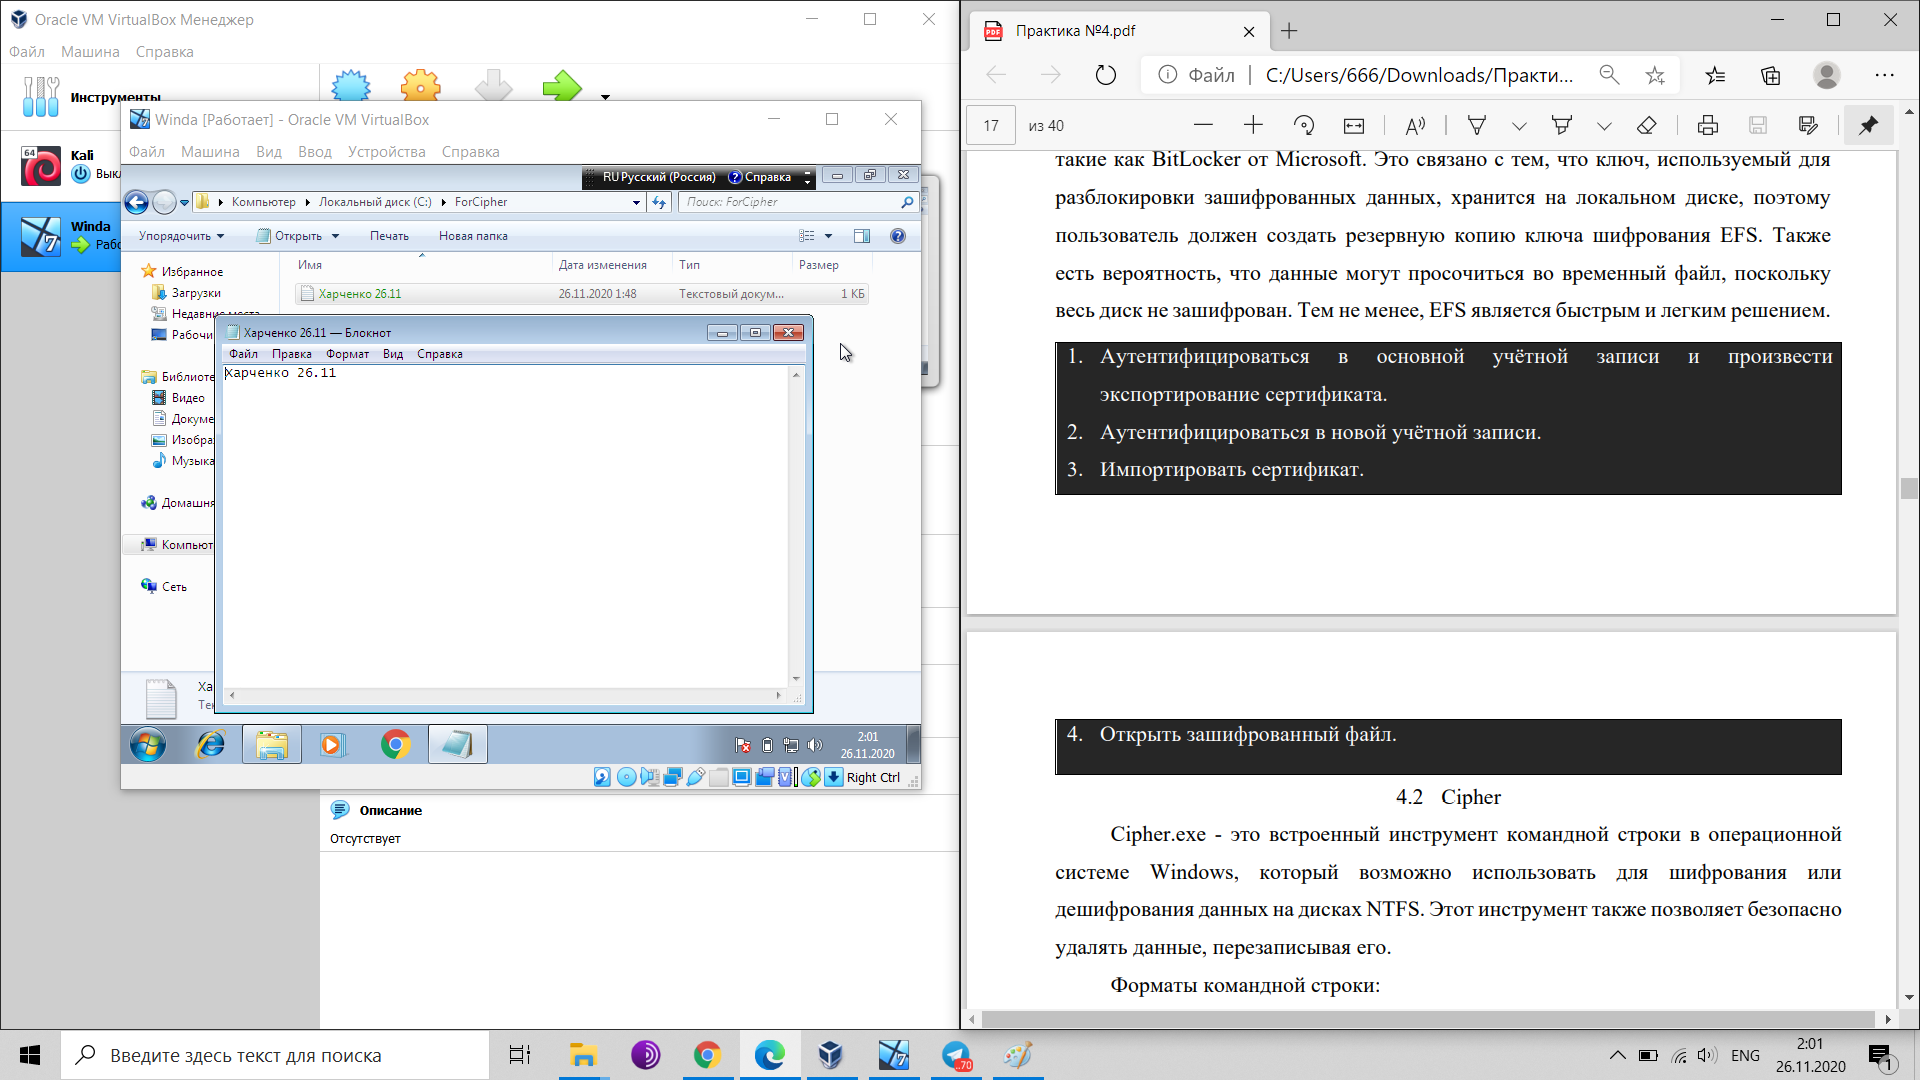 Oracle VM VirtualBox Менеджер
Файл Машина Справка
Инструменты
64
Kali
Winda
Winda [Работает] - Oracle VM VirtualBox
Файл Машина Вид Ввод Устройства Справка
RU Русский (Россия) Справка
Компьютер Локальный диск (C:) ForCipher
Поиск: ForCipher
Упорядочить Открыть Печать Новая папка
Имя Дата изменения Тип Размер
Харченко 26.11 26.11.2020 1:48 Текстовый докум... 1 КБ
Избранное
Загрузки
Недавние места
Рабочи
Библиоте
Видео
Докуме
Изобра
Музыка
Домашня
Компьют
Сеть
Харченко 26.11 — Блокнот
Файл Правка Формат Вид Справка
Харченко 26.11
Ха
Тек
2:01
26.11.2020
Right Ctrl
Описание
Отсутствует
Практика №4.pdf
Файл C:/Users/666/Downloads/Практи...
17 из 40
такие как BitLocker от Microsoft. Это связано с тем, что ключ, используемый для
разблокировки зашифрованных данных, хранится на локальном диске, поэтому
пользователь должен создать резервную копию ключа шифрования EFS. Также
есть вероятность, что данные могут просочиться во временный файл, поскольку
весь диск не зашифрован. Тем не менее, EFS является быстрым и легким решением.
1. Аутентифицироваться в основной учётной записи и произвести
экспортирование сертификата.
2. Аутентифицироваться в новой учётной записи.
3. Импортировать сертификат.
4. Открыть зашифрованный файл.
4.2 Cipher
Cipher.exe - это встроенный инструмент командной строки в операционной
системе Windows, который возможно использовать для шифрования или
дешифрования данных на дисках NTFS. Этот инструмент также позволяет безопасно
удалять данные, перезаписывая его.
Форматы командной строки:
Введите здесь текст для поиска
...70
ENG
2:01
26.11.2020
1